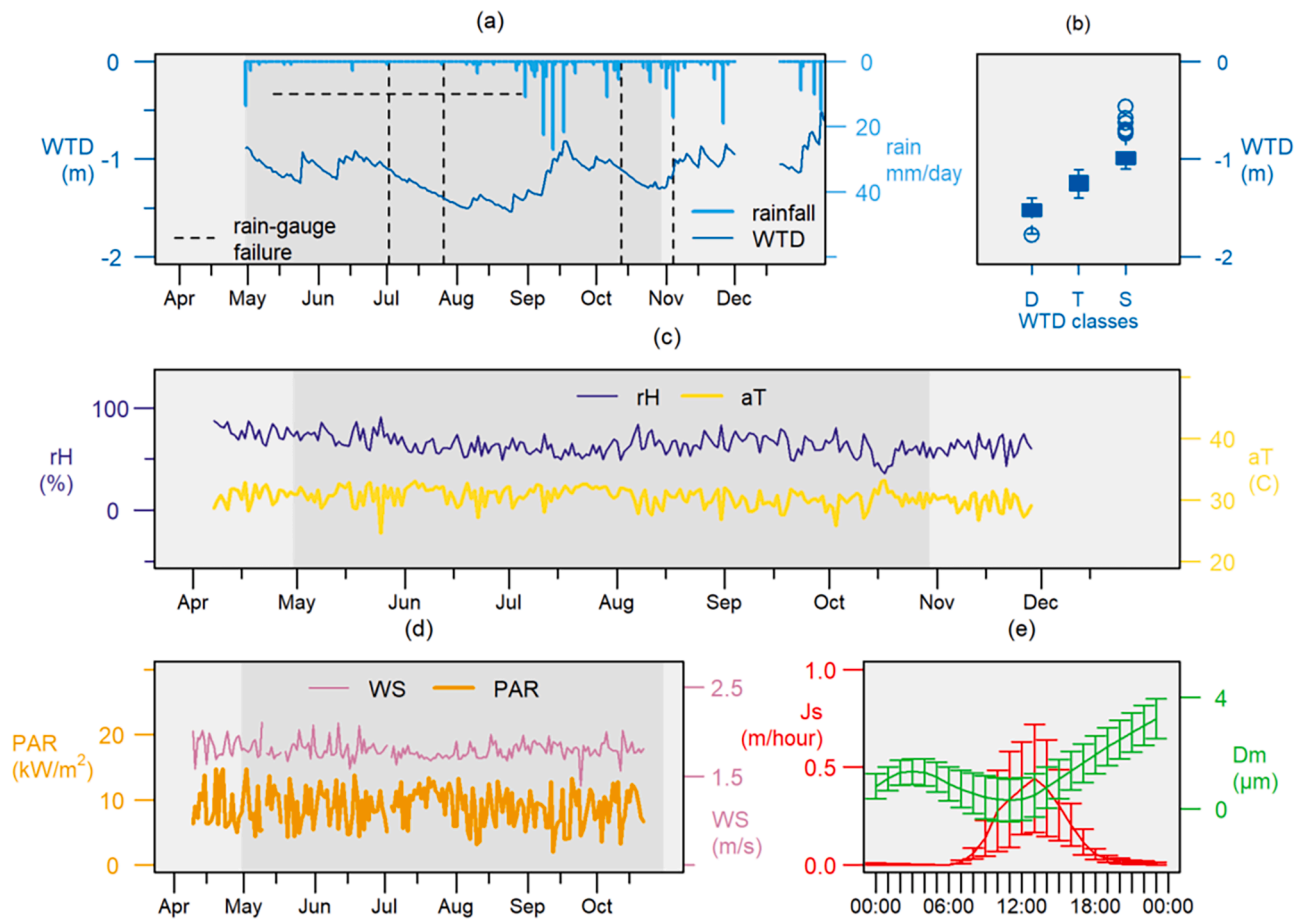 (a)
0
-1
-2
WTD
(m)
0
20
40
rain
mm/day
rain-gauge
failure
rainfall
WTD
Apr May Jun Jul Aug Sep Oct Nov Dec
(b)
0
-1
-2
WTD
(m)
D T S
WTD classes
(c)
100
0
rH
(%)
rH aT
40
30
20
aT
(C)
Apr May Jun Jul Aug Sep Oct Nov Dec
(d)
20
10
0
PAR
(kW/m²)
WS PAR
2.5
1.5
WS
(m/s)
Apr May Jun Jul Aug Sep Oct
(e)
1.0
0.5
0.0
Js
(m/hour)
4
0
Dm
(µm)
00:00 06:00 12:00 00:00